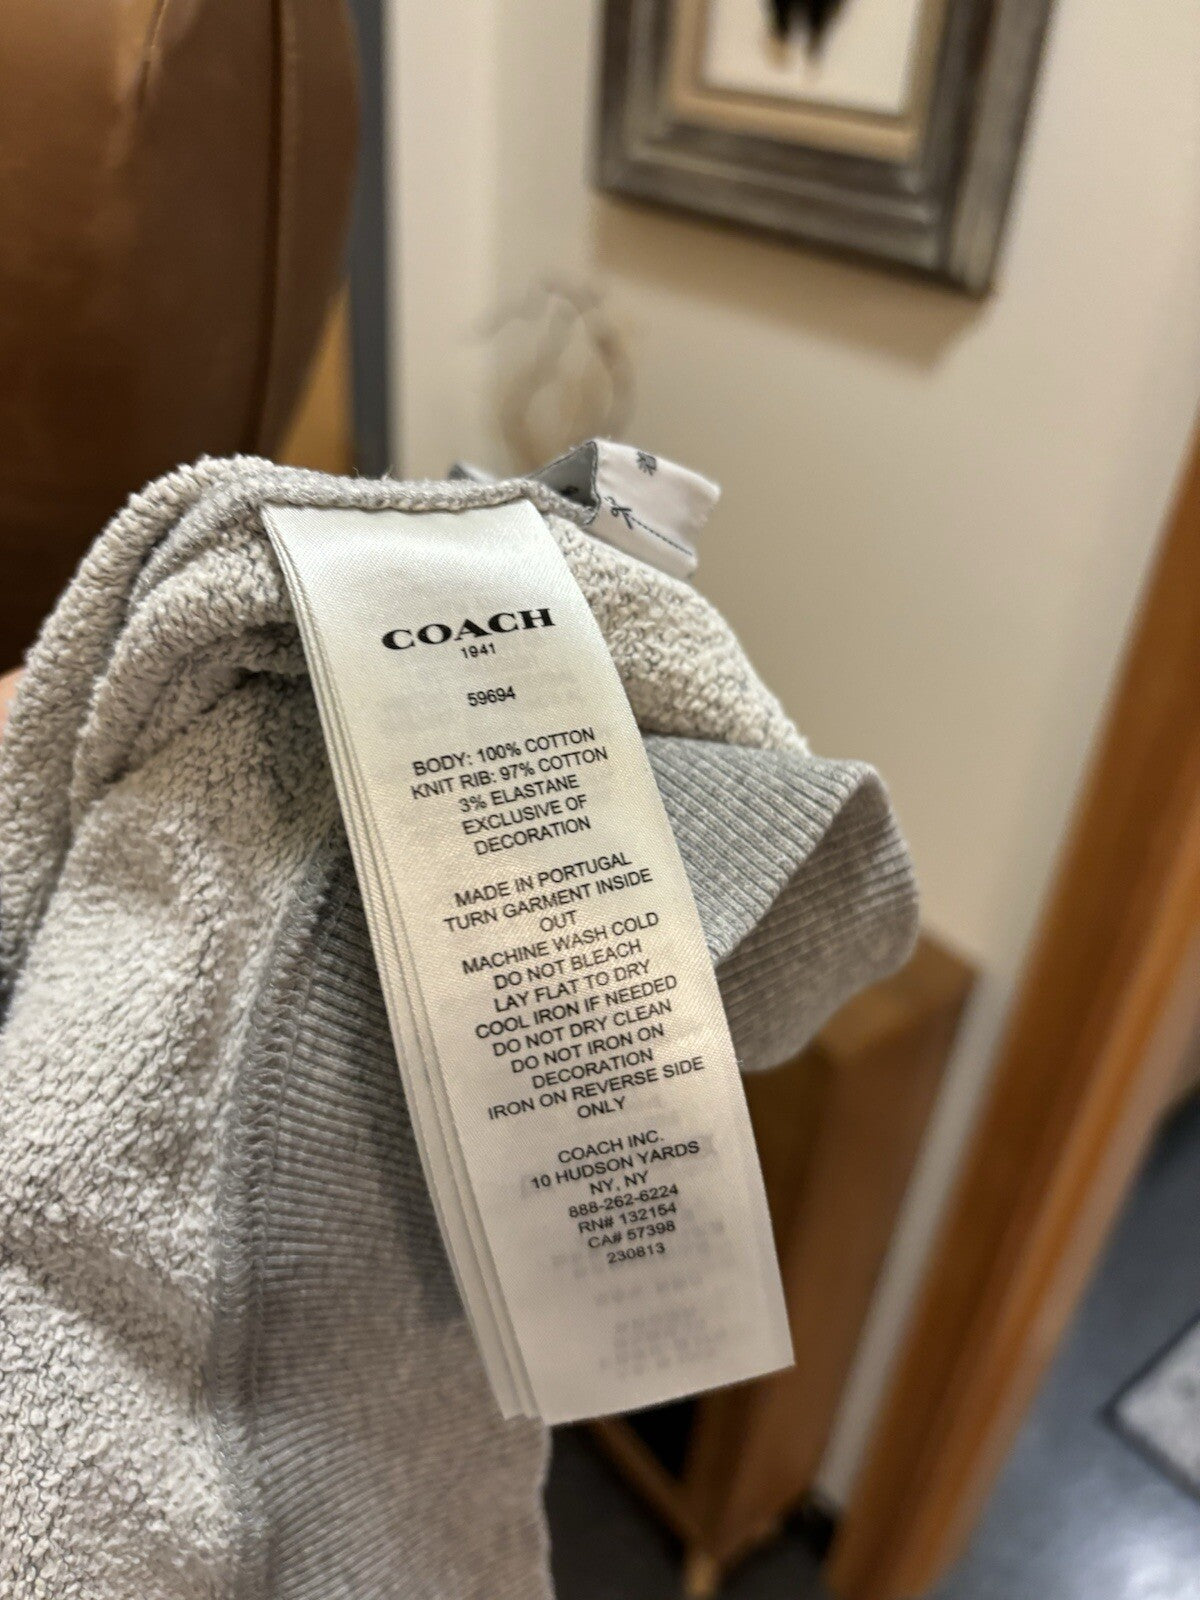 COACH
1941
59694
BODY: 100% COTTON
KNIT RIB: 97% COTTON
3% ELASTANE
EXCLUSIVE OF
DECORATION
MADE IN PORTUGAL
TURN GARMENT INSIDE
OUT
MACHINE WASH COLD
DO NOT BLEACH
LAY FLAT TO DRY
COOL IRON IF NEEDED
DO NOT DRY CLEAN
DO NOT IRON ON
DECORATION
IRON ON REVERSE SIDE
ONLY
COACH INC.
10 HUDSON YARDS
NY, NY
888-262-6224
RN# 132154
CA# 57398
230813